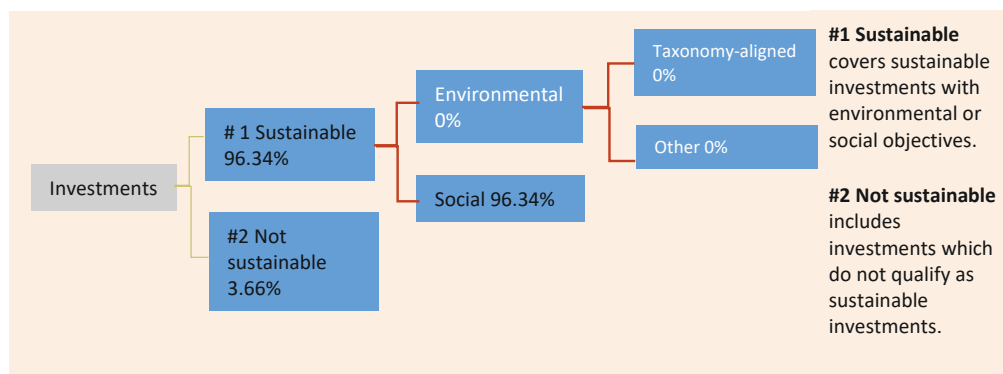 Investments
# 1 Sustainable
96.34%
#2 Not
sustainable
3.66%
Environmental
0%
Social 96.34%
Taxonomy-aligned
0%
Other 0%
#1 Sustainable
covers sustainable
investments with
environmental or
social objectives.
#2 Not sustainable
includes
investments which
do not qualify as
sustainable
investments.